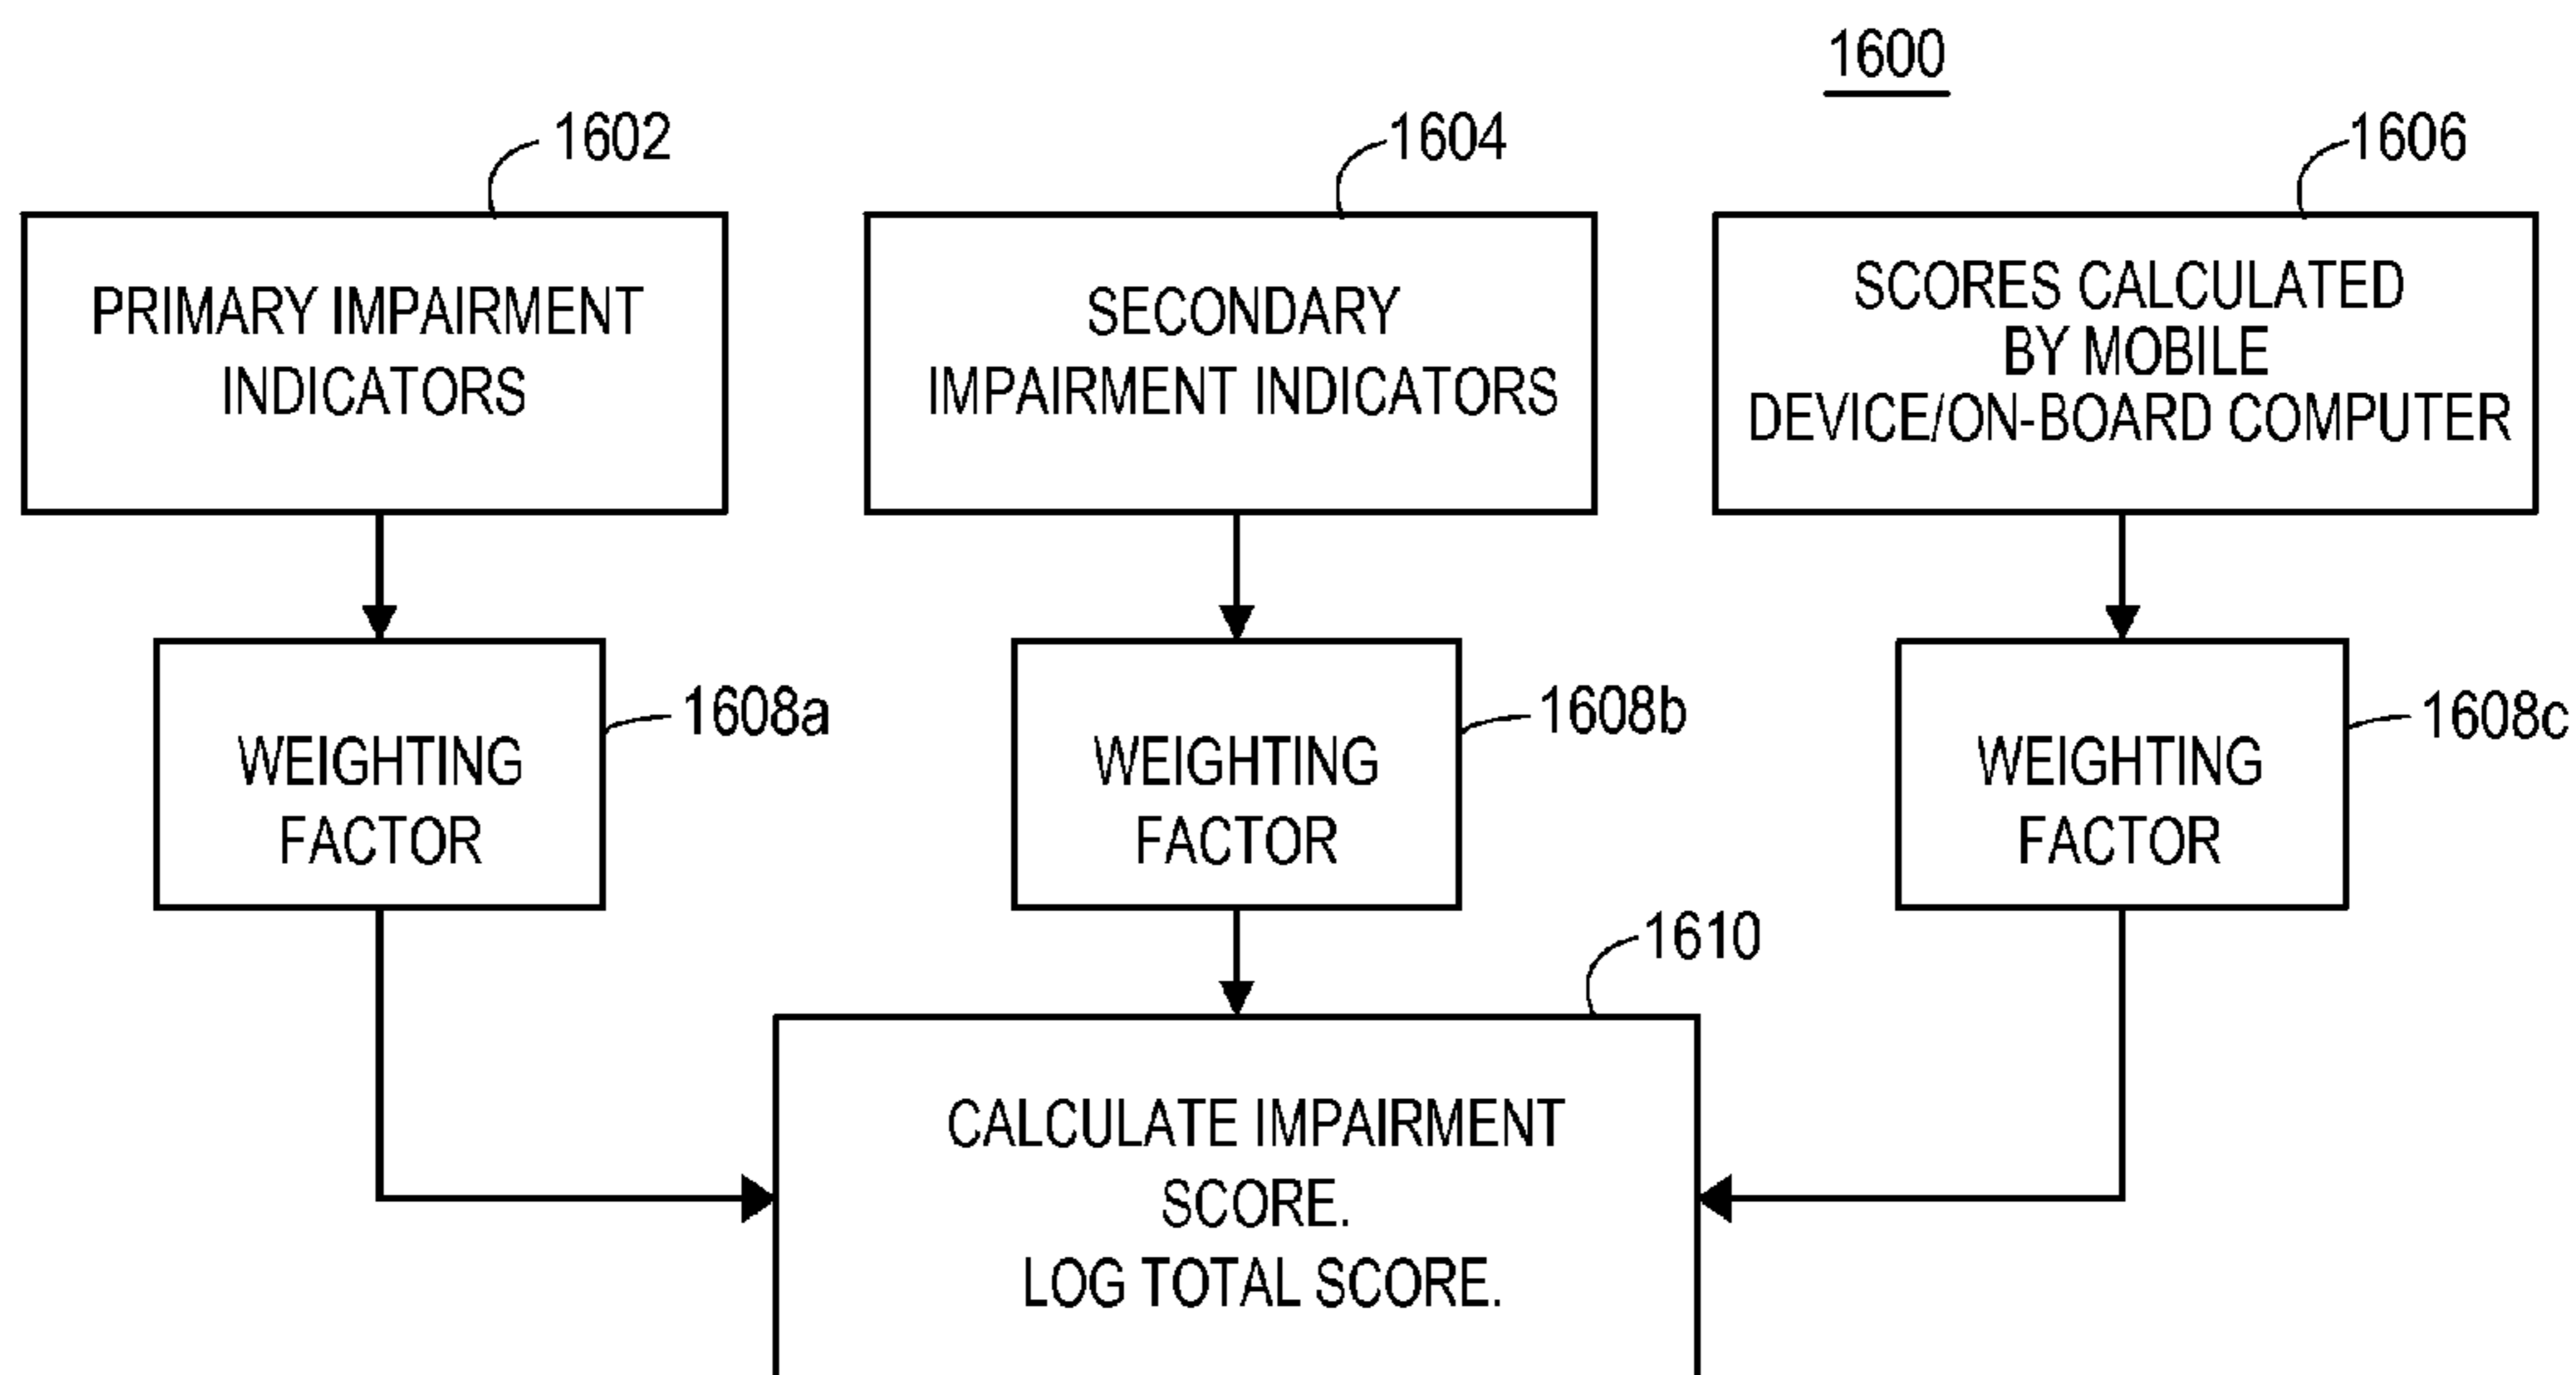 1600
1602
1604
1606
PRIMARY IMPAIRMENT
INDICATORS
SECONDARY
IMPAIRMENT INDICATORS
SCORES CALCULATED
BY MOBILE
DEVICE/ON-BOARD COMPUTER
1608a
1608b
1608c
WEIGHTING
FACTOR
WEIGHTING
FACTOR
WEIGHTING
FACTOR
1610
CALCULATE IMPAIRMENT
SCORE.
LOG TOTAL SCORE.